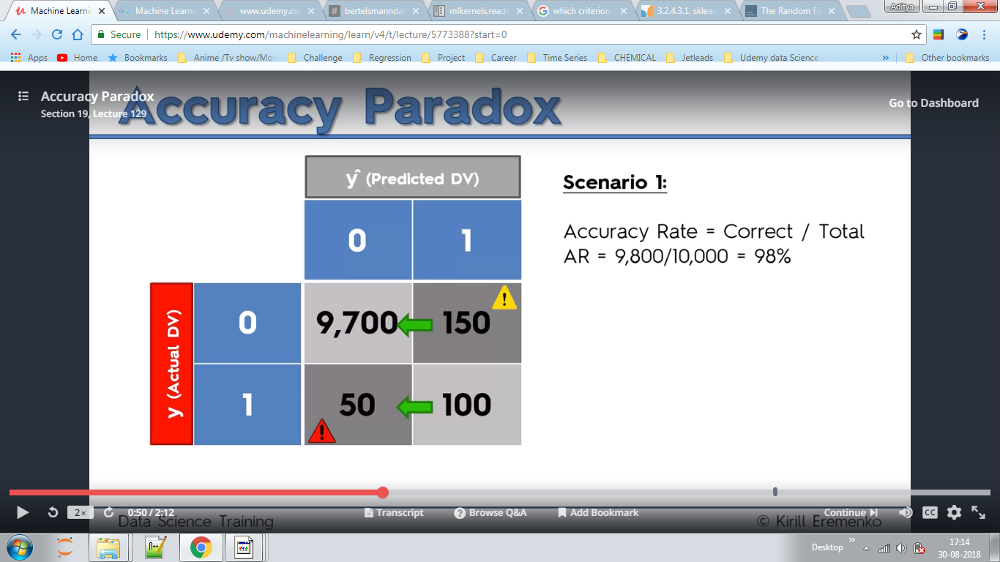 Machine Learni
Machine Learni
www.udemy.co
bertelsmannda
mlkernels.readt
which criterion
3.2.4.3.1. sklear
The Random Fo
Aditya
Secure
https://www.udemy.com/machinelearning/learn/v4/t/lecture/5773388?start=0
Apps
Home
Bookmarks
Anime /Tv show/Mov
Challenge
Regression
Project
Career
Time Series
CHEMICAL
Jetleads
Udemy data Science
»
Other bookmarks
Accuracy Paradox
Section 19, Lecture 129
Accuracy Paradox
Go to Dashboard
ŷ (Predicted DV)
0 1
y (Actual DV)
0 9,700 150
1 50 100
Scenario 1:
Accuracy Rate = Correct / Total
AR = 9,800/10,000 = 98%
2×
0:50 / 2:12
Transcript
Browse Q&A
Add Bookmark
Continue
CC
Data Science Training
© Kirill Eremenko
Desktop
»
17:14
30-08-2018